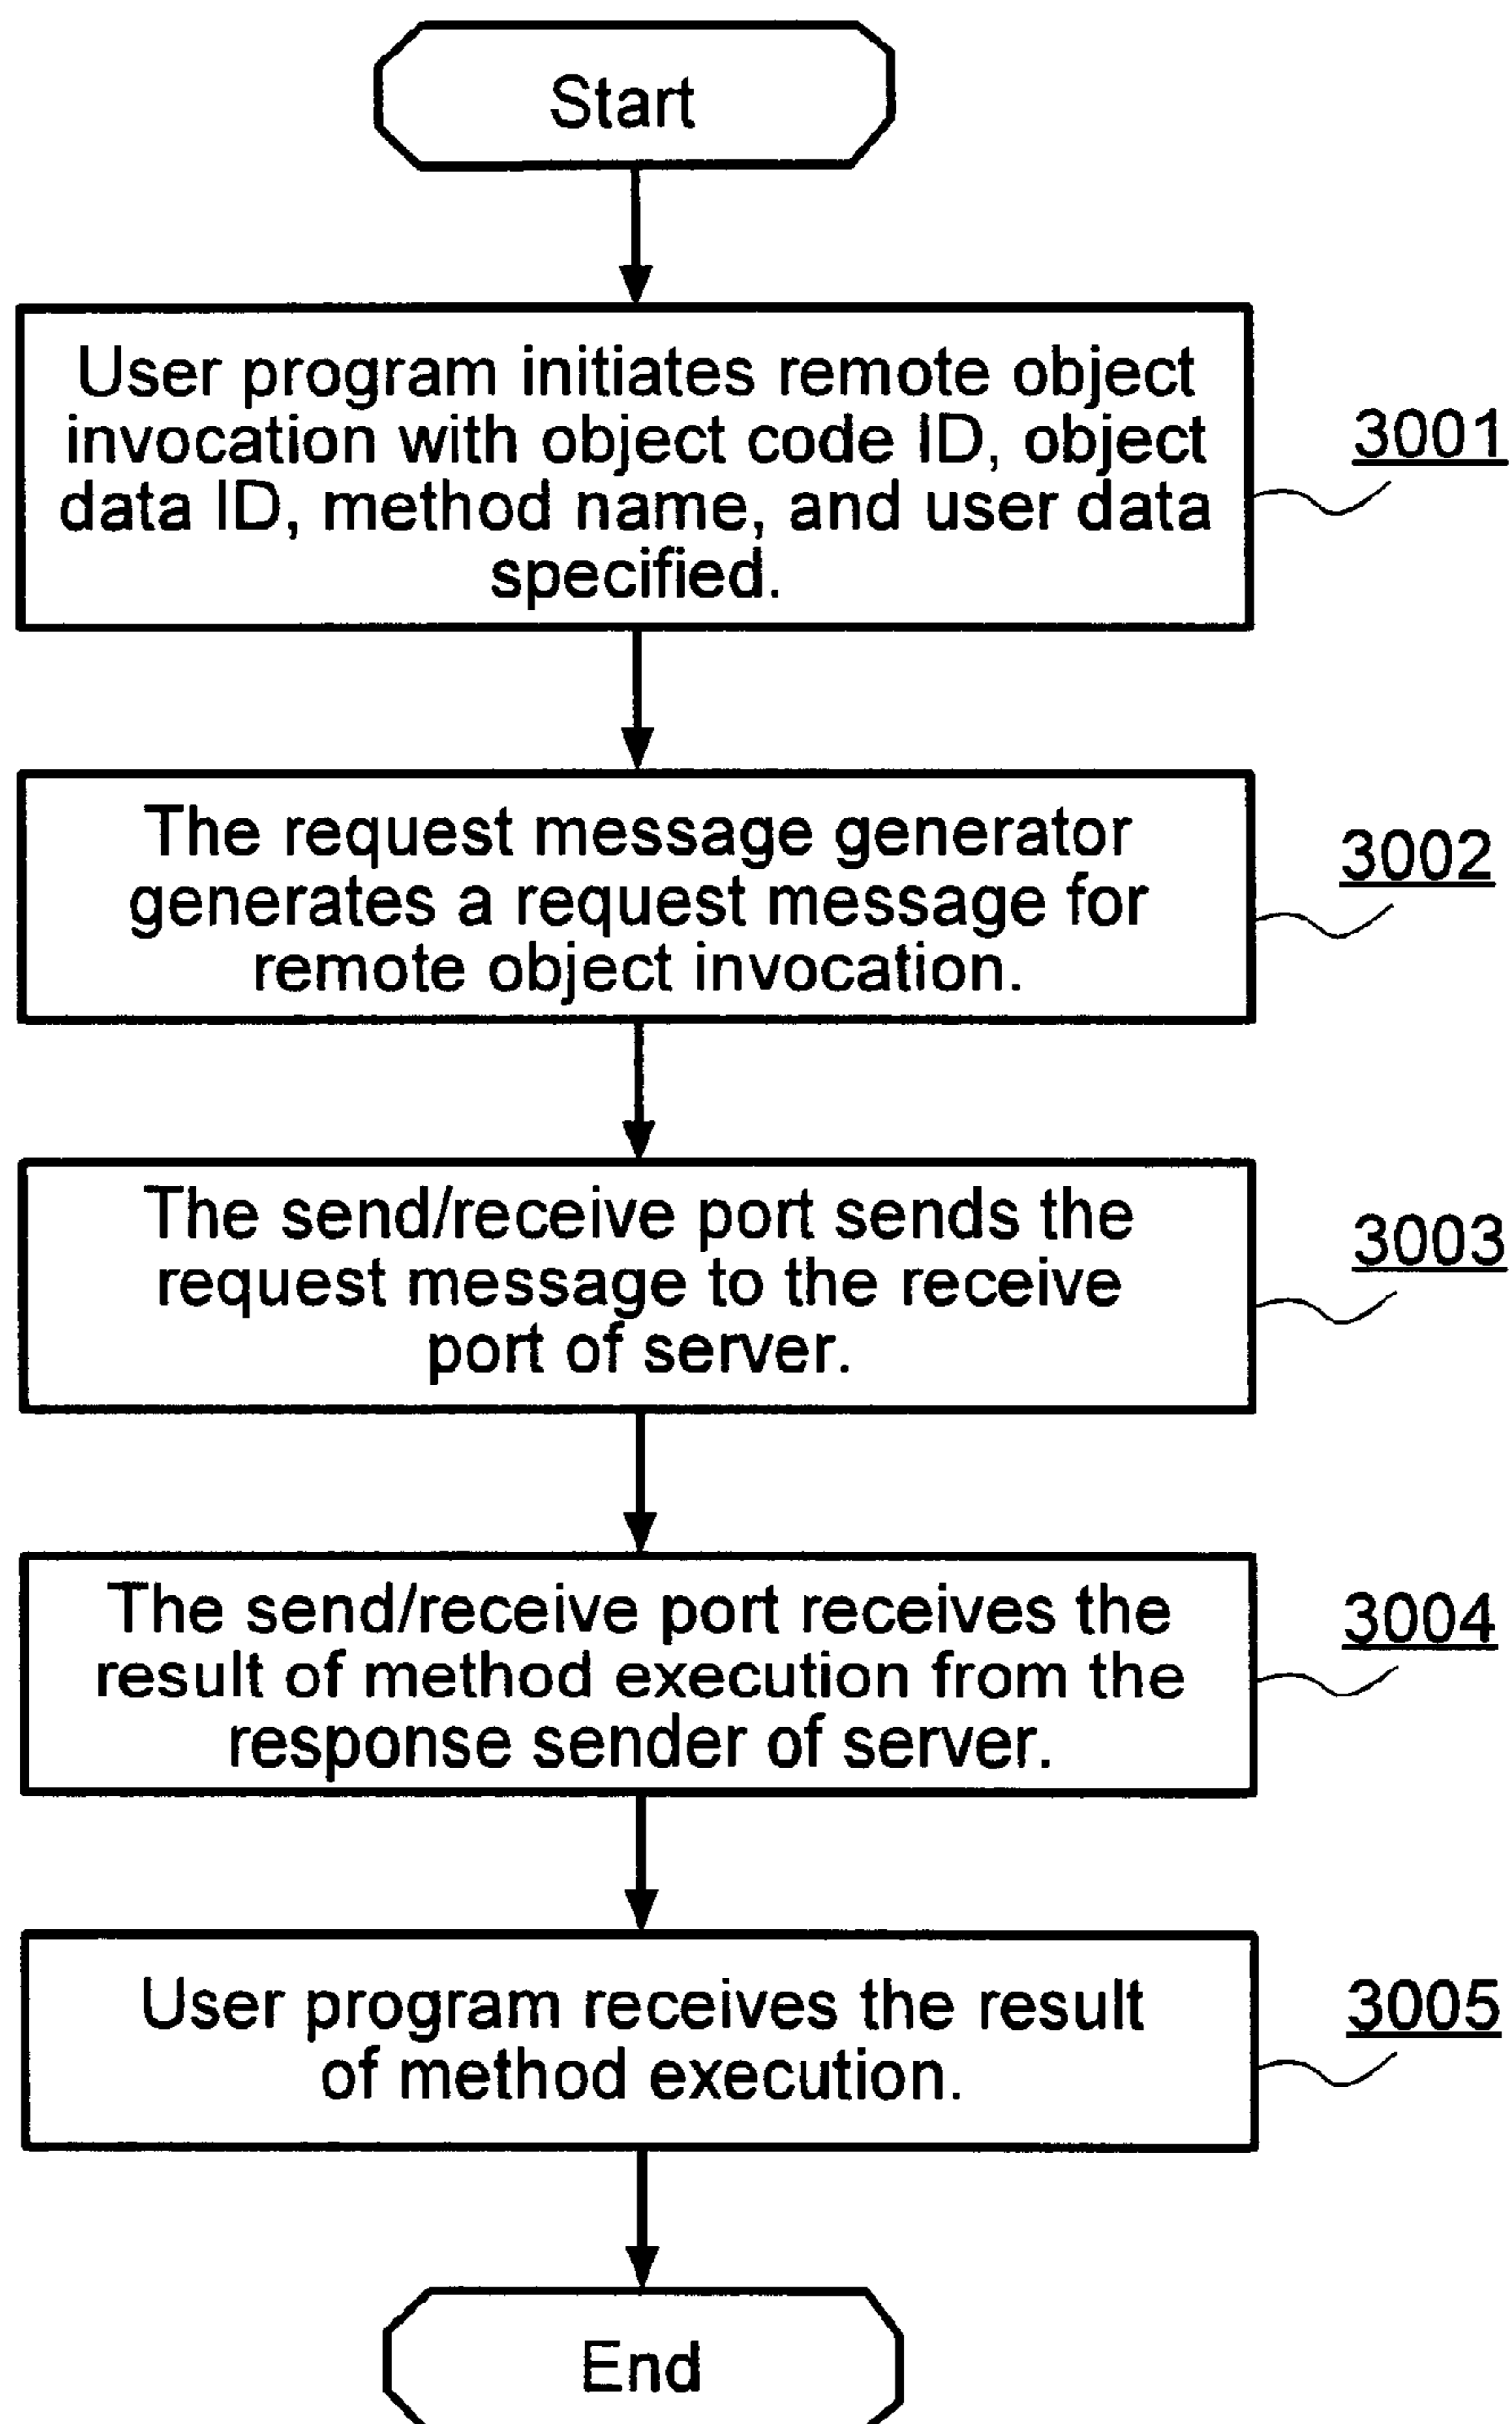 Start
User program initiates remote object
invocation with object code ID, object
data ID, method name, and user data
specified.
3001
The request message generator
generates a request message for
remote object invocation.
3002
The send/receive port sends the
request message to the receive
port of server.
3003
The send/receive port receives the
result of method execution from the
response sender of server.
3004
User program receives the result
of method execution.
3005
End